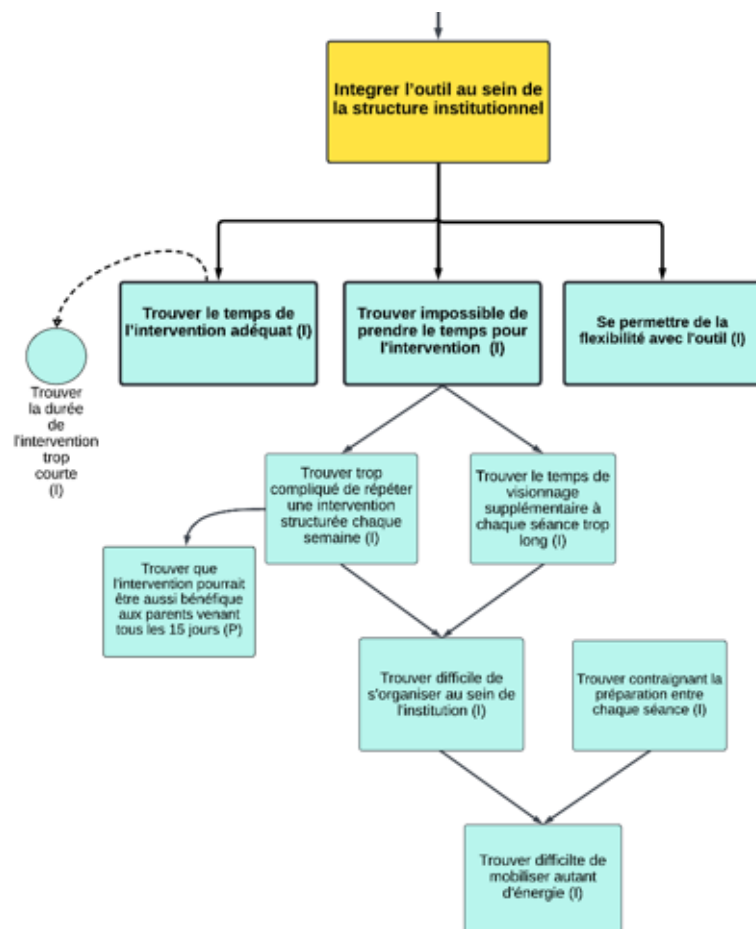 Integrer l'outil au sein de
la structure institutionnel
Trouver le temps de
l'intervention adéquat (I)
Trouver impossible de
prendre le temps pour
l'intervention (I)
Se permettre de la
flexibilité avec l'outil (I)
Trouver
la durée
de
l'intervention
trop
courte
(I)
Trouver trop
compliqué de répéter
une intervention
structurée chaque
semaine (I)
Trouver le temps de
visionnage
supplémentaire à
chaque séance trop
long (I)
Trouver que
l'intervention pourrait
être aussi bénéfique
aux parents venant
tous les 15 jours (P)
Trouver difficile de
s'organiser au sein de
l'institution (I)
Trouver contraignant la
préparation entre
chaque séance (I)
Trouver difficilte de
mobiliser autant
d'énergie (I)